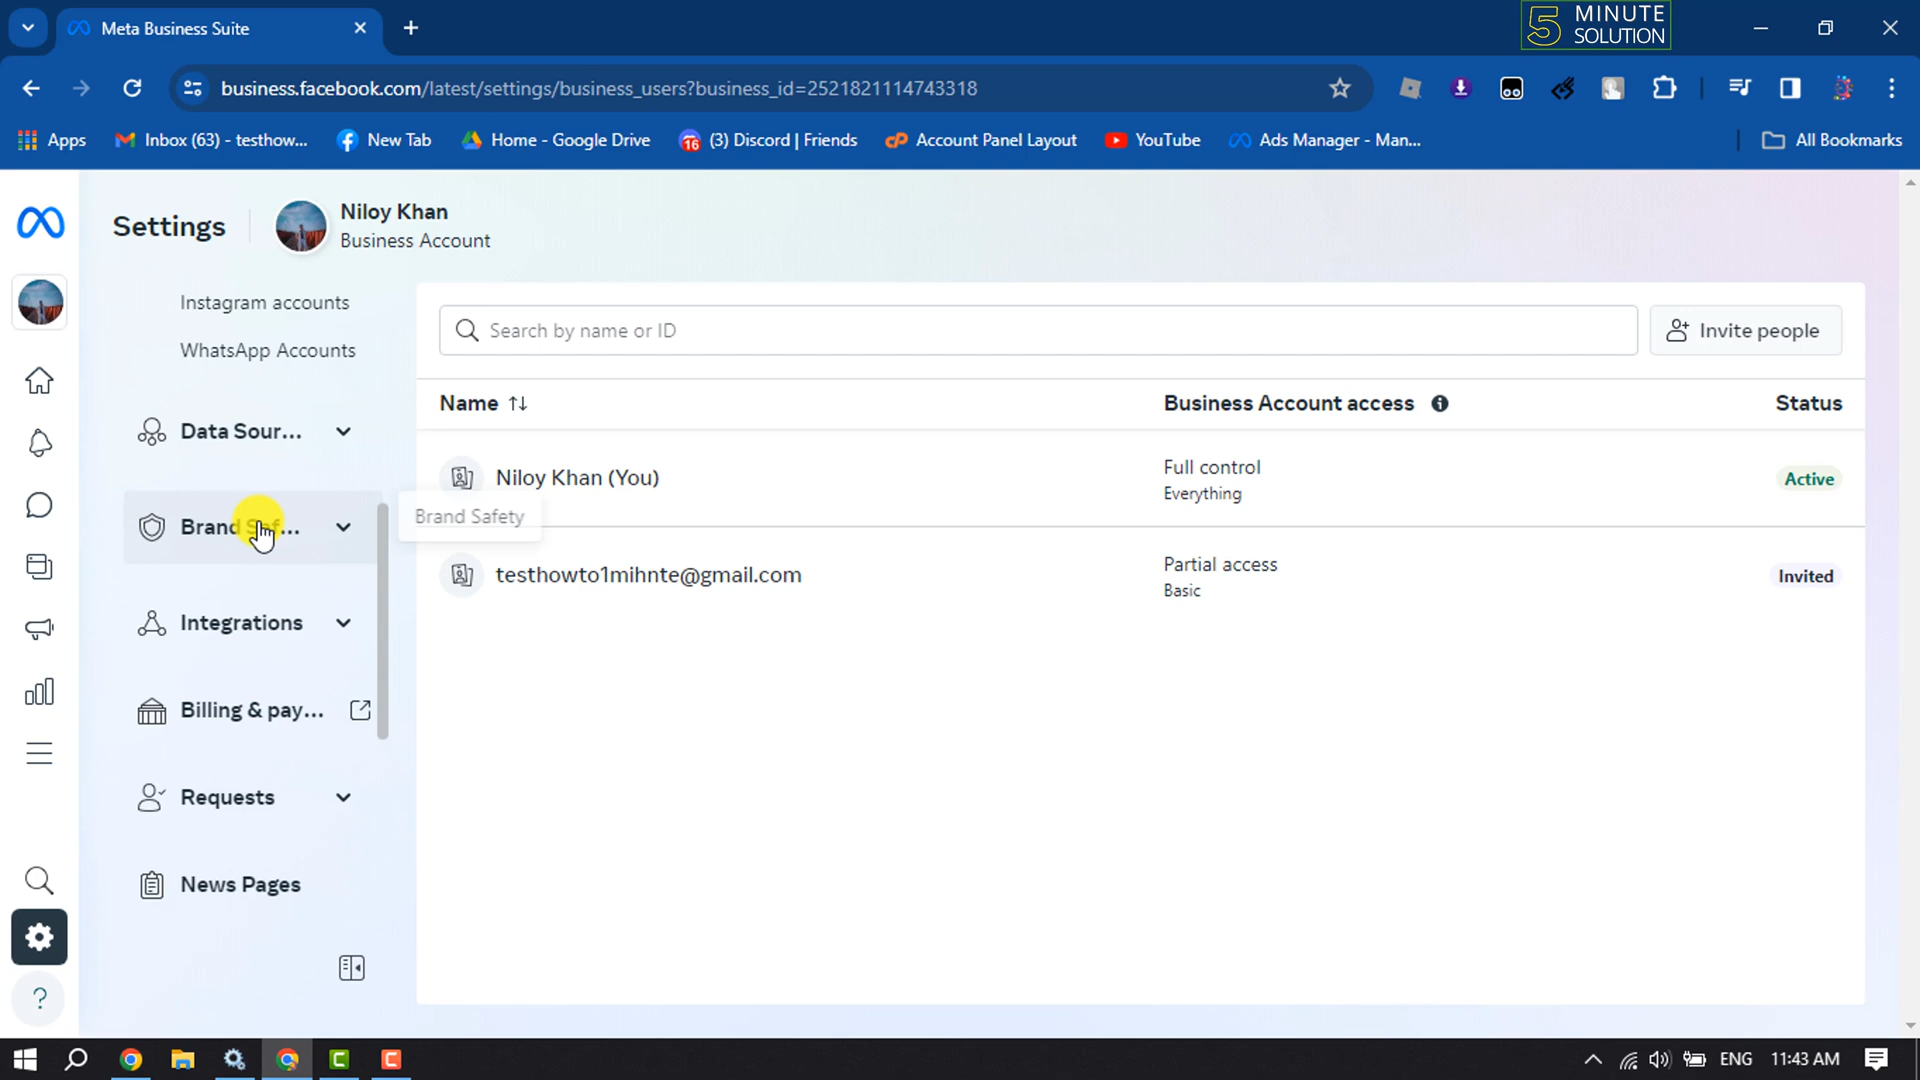 Meta Business Suite
5 MINUTE
SOLUTION
business.facebook.com/latest/settings/business_users?business_id=2521821114743318
Apps
Inbox (63) - testhow...
New Tab
Home - Google Drive
16
(3) Discord | Friends
Account Panel Layout
YouTube
Ads Manager - Man...
All Bookmarks
Settings
Niloy Khan
Business Account
Instagram accounts
WhatsApp Accounts
Data Sour...
Brand Saf...
Brand Safety
Integrations
Billing & pay...
Requests
News Pages
Search by name or ID
Invite people
Name
Business Account access
Status
Niloy Khan (You)
Full control
Everything
Active
testhowto1mihnte@gmail.com
Partial access
Basic
Invited
?
ENG
11:43 AM